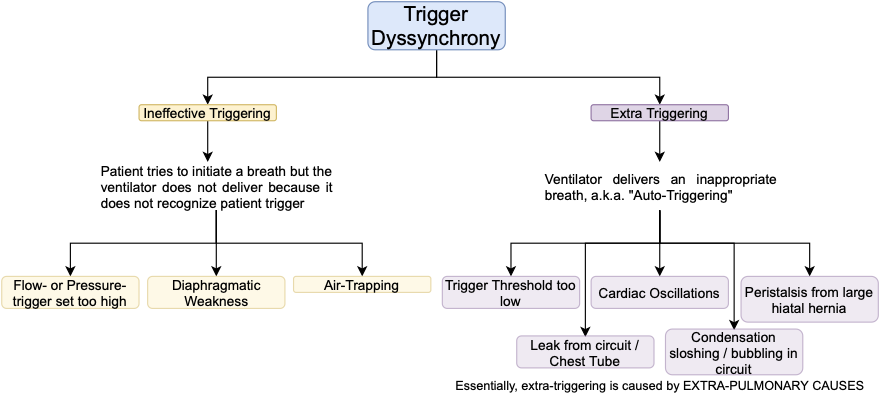 Trigger
Dyssynchrony
Ineffective Triggering
Extra Triggering
Patient tries to initiate a breath but the
ventilator does not deliver because it
does not recognize patient trigger
Ventilator delivers an inappropriate
breath, a.k.a. "Auto-Triggering"
Flow- or Pressure-
trigger set too high
Diaphragmatic
Weakness
Air-Trapping
Trigger Threshold too
low
Cardiac Oscillations
Peristalsis from large
hiatal hernia
Leak from circuit /
Chest Tube
Condensation
sloshing / bubbling in
circuit
Essentially, extra-triggering is caused by EXTRA-PULMONARY CAUSES